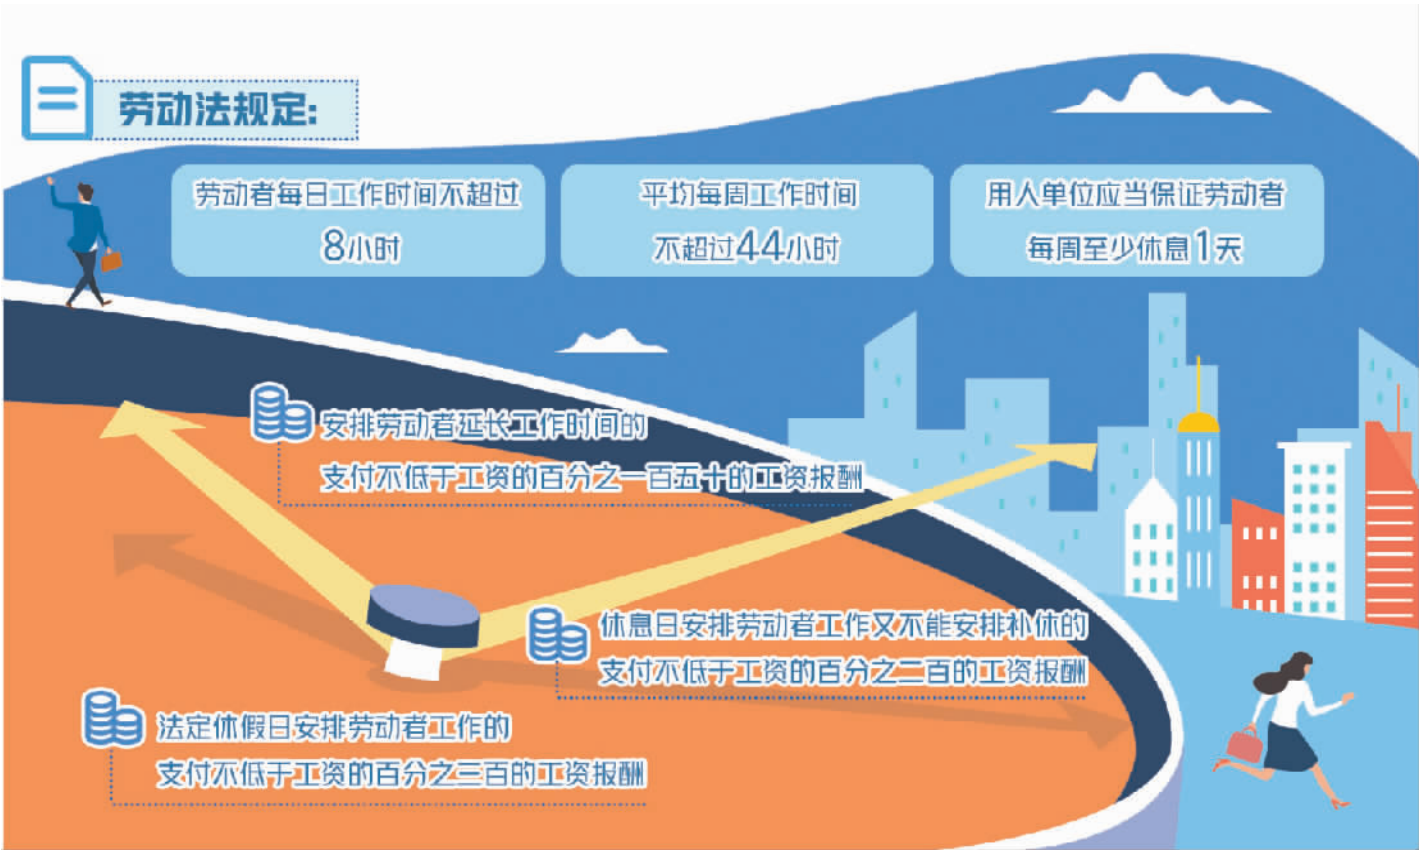 劳动法规定:
劳动者每日工作时间不超过
8小时
平均每周工作时间
不超过44小时
用人单位应当保证劳动者
每周至少休息1天
安排劳动者延长工作时间的
支付不低于工资的百分之一百五十的工资报酬
休息日安排劳动者工作又不能安排补休的
支付不低于工资的百分之二百的工资报酬
法定休假日安排劳动者工作的
支付不低于工资的百分之三百的工资报酬